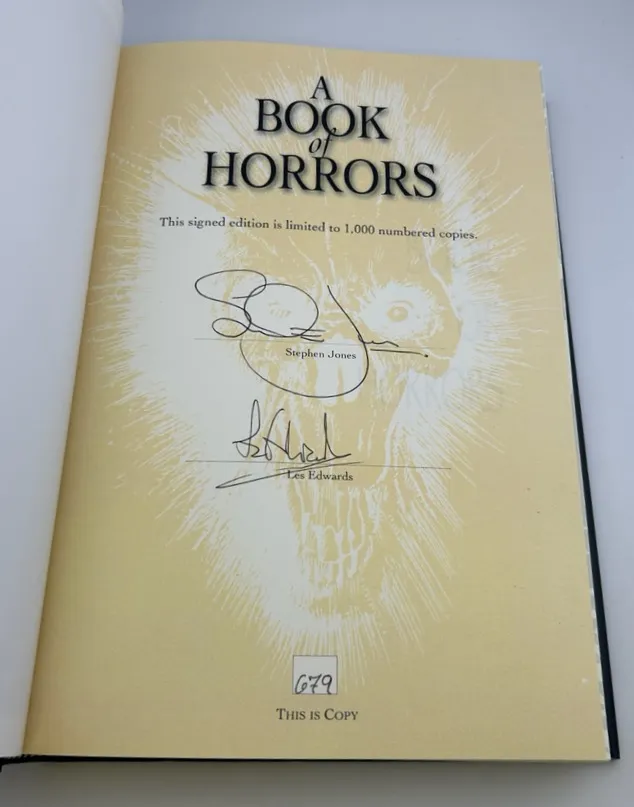 A
BOOK
of
HORRORS
This signed edition is limited to 1,000 numbered copies.
Stephen Jones
Les Edwards
679
THIS IS COPY